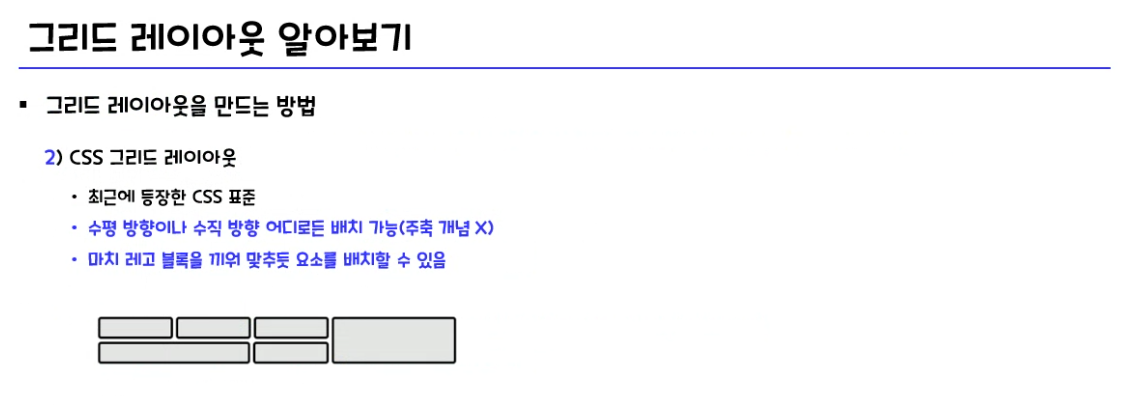 그리드 레이아웃 알아보기
▪ 그리드 레이아웃을 만드는 방법
2) CSS 그리드 레이아웃
• 최근에 등장한 CSS 표준
• 수평 방향이나 수직 방향 어디로든 배치 가능(주축 개념 X)
• 마치 레고 블록을 끼워 맞추듯 요소를 배치할 수 있음